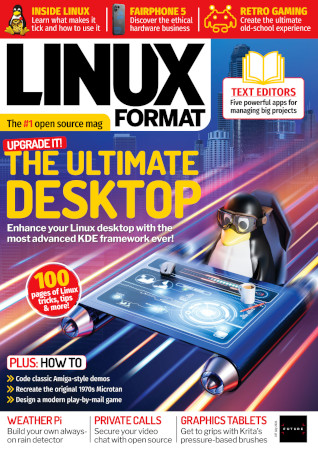 INSIDE LINUX
Learn what makes it
tick and how to use it
FAIRPHONE 5
Discover the ethical
hardware business
RETRO GAMING
Create the ultimate
old-school experience
LINUX
FORMAT
The #1 open source mag
TEXT EDITORS
Five powerful apps for
managing big projects
UPGRADE IT!
THE ULTIMATE
DESKTOP
Enhance your Linux desktop with the
most advanced KDE framework ever!
100
pages of Linux
tricks, tips
& more!
PLUS: HOW TO
Code classic Amiga-style demos
Recreate the original 1970s Microtan
Design a modern play-by-mail game
WEATHER Pi
Build your own always-
on rain detector
PRIVATE CALLS
Secure your video
chat with open source
GRAPHICS TABLETS
Get to grips with Krita's
pressure-based brushes
FUTURE